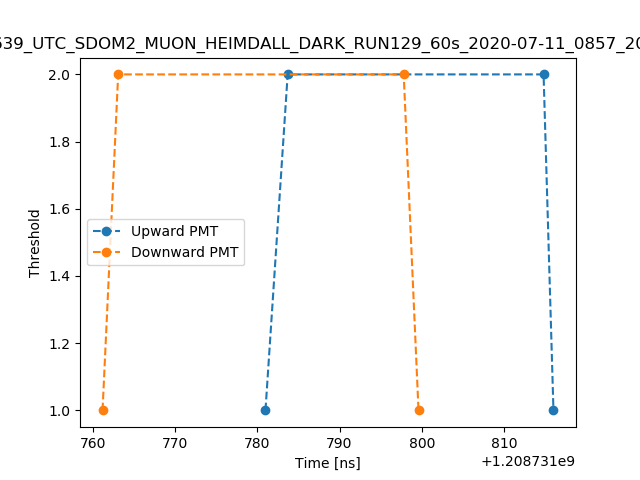 539_UTC_SDOM2_MUON_HEIMDALL_DARK_RUN129_60s_2020-07-11_0857_20
2.0
1.8
1.6
1.4
1.2
1.0
Threshold
Upward PMT
Downward PMT
760 770 780 790 800 810
Time [ns]
+1.208731e9